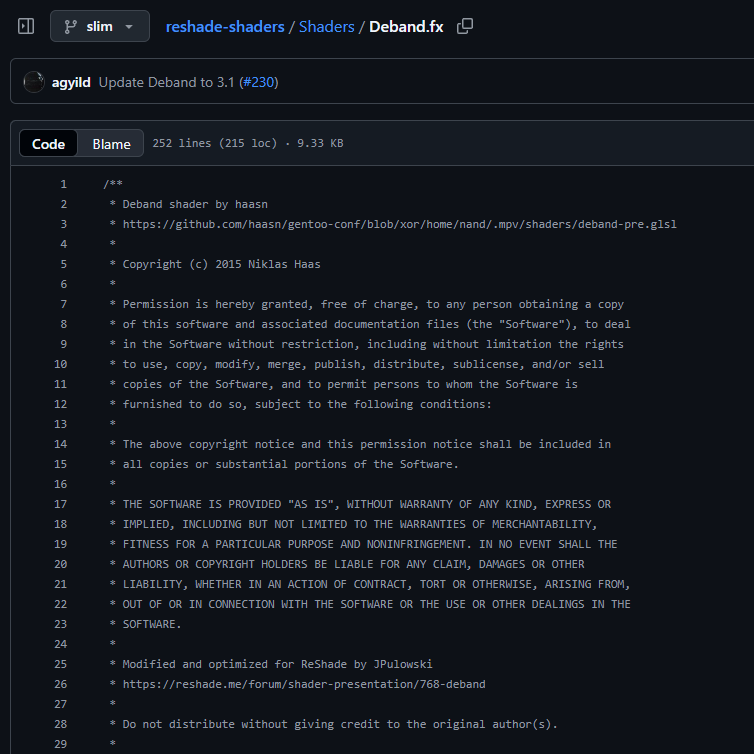 slim reshade-shaders / Shaders / Deband.fx
agyild Update Deband to 3.1 (#230)
Code Blame 252 lines (215 loc) · 9.33 KB
1 /**
2 * Deband shader by haasn
3 * https://github.com/haasn/gentoo-conf/blob/xor/home/nand/.mpv/shaders/deband-pre.glsl
4 *
5 * Copyright (c) 2015 Niklas Haas
6 *
7 * Permission is hereby granted, free of charge, to any person obtaining a copy
8 * of this software and associated documentation files (the "Software"), to deal
9 * in the Software without restriction, including without limitation the rights
10 * to use, copy, modify, merge, publish, distribute, sublicense, and/or sell
11 * copies of the Software, and to permit persons to whom the Software is
12 * furnished to do so, subject to the following conditions:
13 *
14 * The above copyright notice and this permission notice shall be included in
15 * all copies or substantial portions of the Software.
16 *
17 * THE SOFTWARE IS PROVIDED "AS IS", WITHOUT WARRANTY OF ANY KIND, EXPRESS OR
18 * IMPLIED, INCLUDING BUT NOT LIMITED TO THE WARRANTIES OF MERCHANTABILITY,
19 * FITNESS FOR A PARTICULAR PURPOSE AND NONINFRINGEMENT. IN NO EVENT SHALL THE
20 * AUTHORS OR COPYRIGHT HOLDERS BE LIABLE FOR ANY CLAIM, DAMAGES OR OTHER
21 * LIABILITY, WHETHER IN AN ACTION OF CONTRACT, TORT OR OTHERWISE, ARISING FROM,
22 * OUT OF OR IN CONNECTION WITH THE SOFTWARE OR THE USE OR OTHER DEALINGS IN THE
23 * SOFTWARE.
24 *
25 * Modified and optimized for ReShade by JPulowski
26 * https://reshade.me/forum/shader-presentation/768-deband
27 *
28 * Do not distribute without giving credit to the original author(s).
29 *